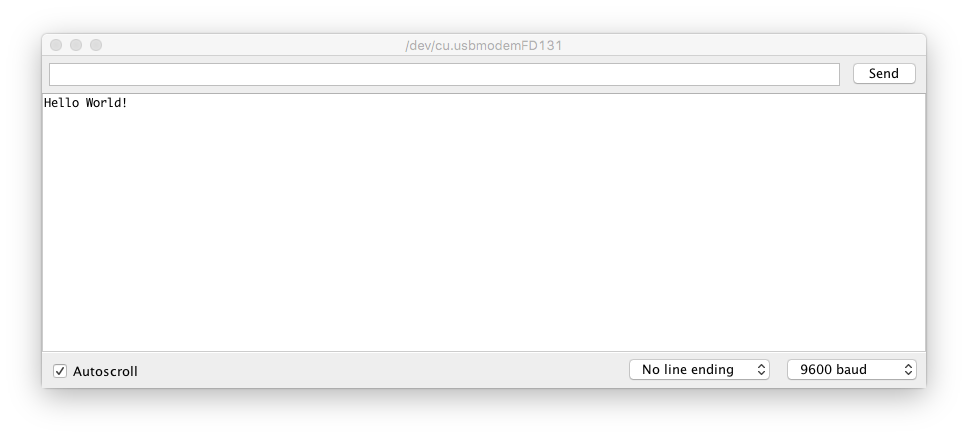 /dev/cu.usbmodemFD131
Send
Hello World!
Autoscroll
No line ending
9600 baud